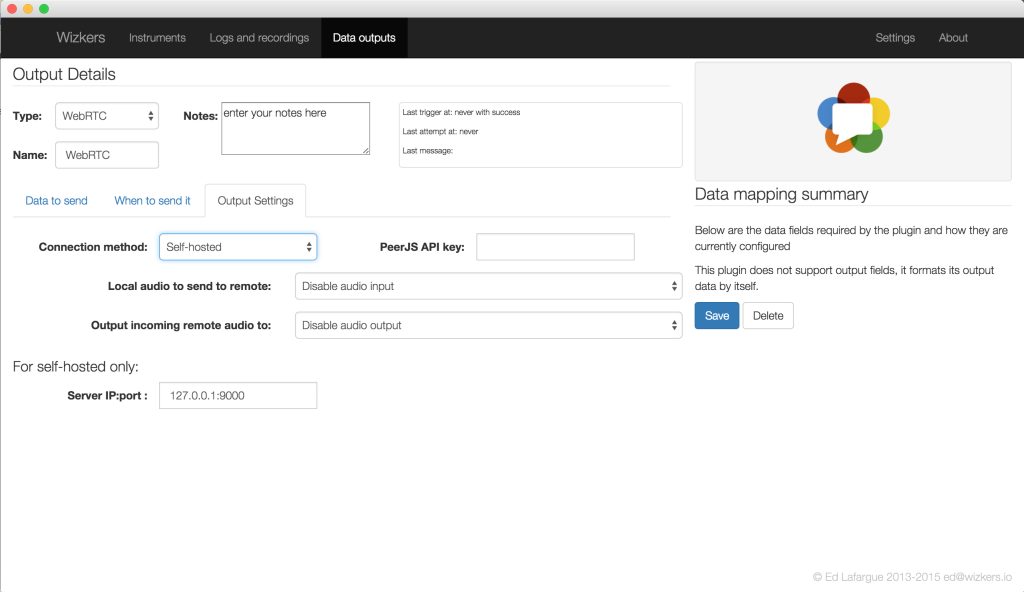 Wizkers Instruments Logs and recordings Data outputs Settings About
Output Details
Type: WebRTC
Notes: enter your notes here
Name: WebRTC
Last trigger at: never with success
Last attempt at: never
Last message:
Data to send When to send it Output Settings
Connection method: Self-hosted PeerJS API key:
Local audio to send to remote: Disable audio input
Output incoming remote audio to: Disable audio output
For self-hosted only:
Server IP:port : 127.0.0.1:9000
Data mapping summary
Below are the data fields required by the plugin and how they are
currently configured
This plugin does not support output fields, it formats its output
data by itself.
Save Delete
© Ed Lafargue 2013-2015 ed@wizkers.io